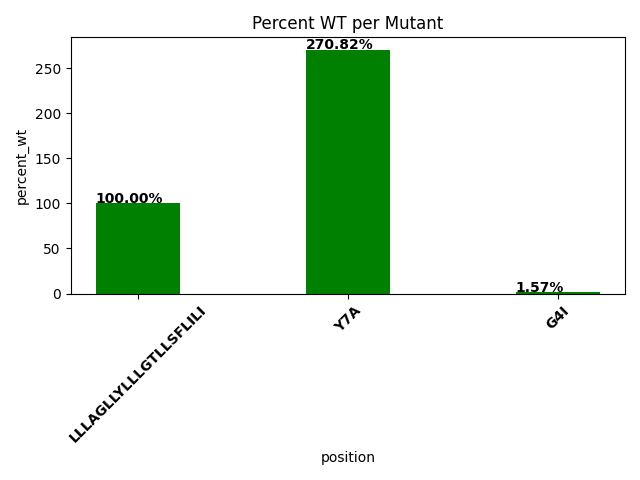 Percent WT per Mutant
percent_wt
250
200
150
100
50
0
100.00%
270.82%
1.57%
LLLAGLLYLLLGTLLSFLILI
Y7A
G4I
position